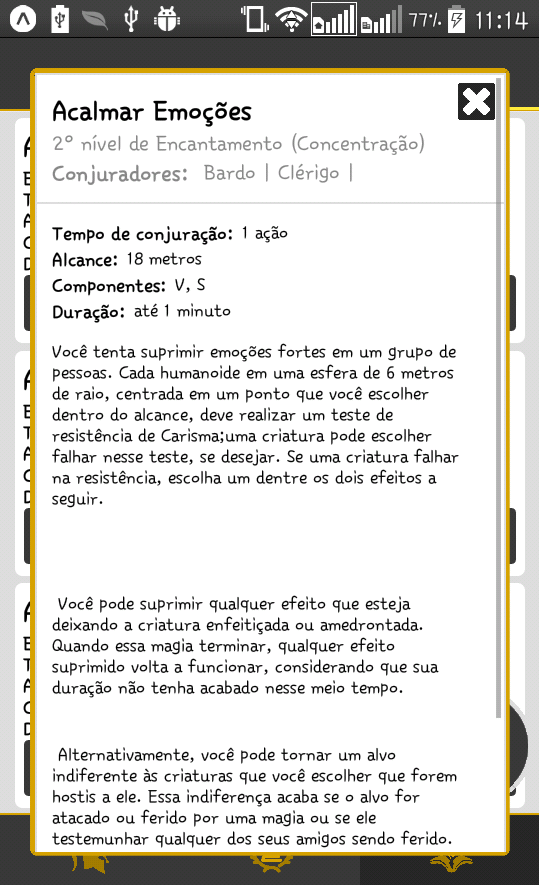 77% 11:14
Acalmar Emoções
2° nível de Encantamento (Concentração)
Conjuradores: Bardo | Clérigo |
Tempo de conjuração: 1 ação
Alcance: 18 metros
Componentes: V, S
Duração: até 1 minuto
Você tenta suprimir emoções fortes em um grupo de
pessoas. Cada humanoide em uma esfera de 6 metros
de raio, centrada em um ponto que você escolher
dentro do alcance, deve realizar um teste de
resistência de Carisma;uma criatura pode escolher
falhar nesse teste, se desejar. Se uma criatura falhar
na resistência, escolha um dentre os dois efeitos a
seguir.
Você pode suprimir qualquer efeito que esteja
deixando a criatura enfeitiçada ou amedrontada.
Quando essa magia terminar, qualquer efeito
suprimido volta a funcionar, considerando que sua
duração não tenha acabado nesse meio tempo.
Alternativamente, você pode tornar um alvo
indiferente às criaturas que você escolher que forem
hostis a ele. Essa indiferença acaba se o alvo for
atacado ou ferido por uma magia ou se ele
testemunhar qualquer dos seus amigos sendo ferido.